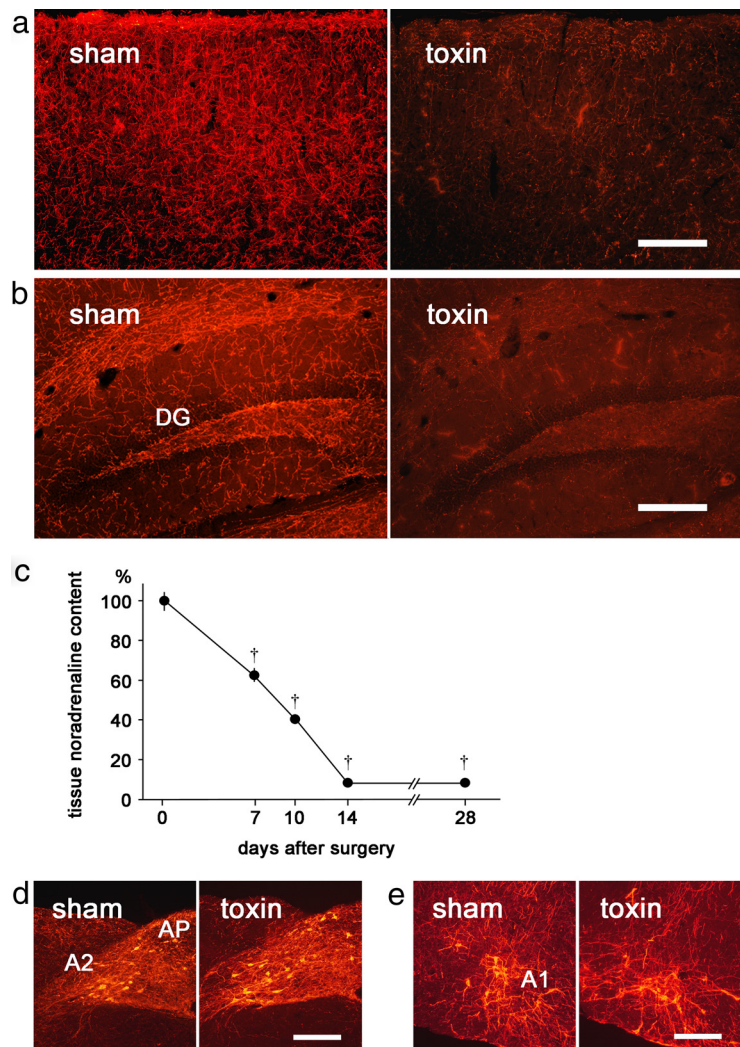 a
sham
toxin
b
sham
toxin
DG
c
%
tissue noradrenaline content
100
80
60
40
20
0
†
†
†
†
0 7 10 14 28
days after surgery
d
sham
toxin
AP
A2
e
sham
toxin
A1